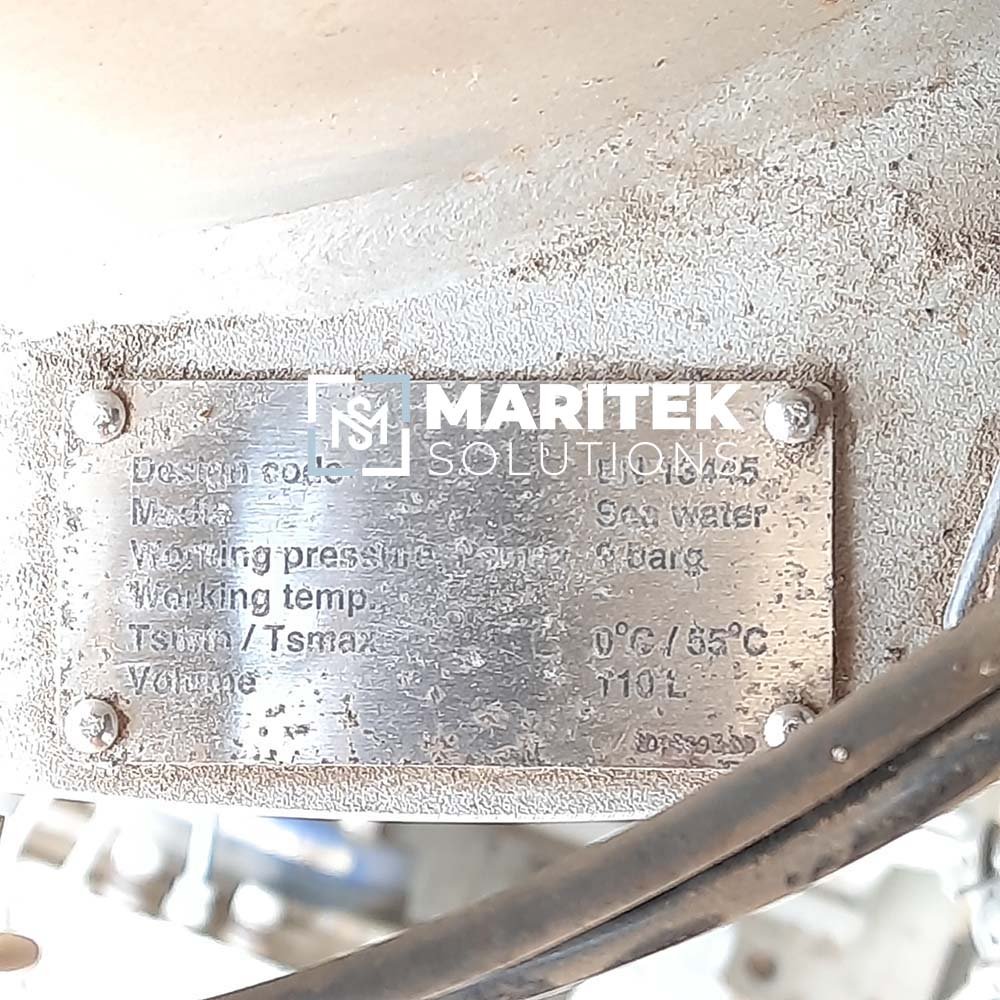 MARITEK
SOLUTIONS
Design code EN 13445
Media Sea water
Working pressure, 9 barg
Working temp.
Tsmin / Tsmax 0°C / 55°C
Volume 110 L